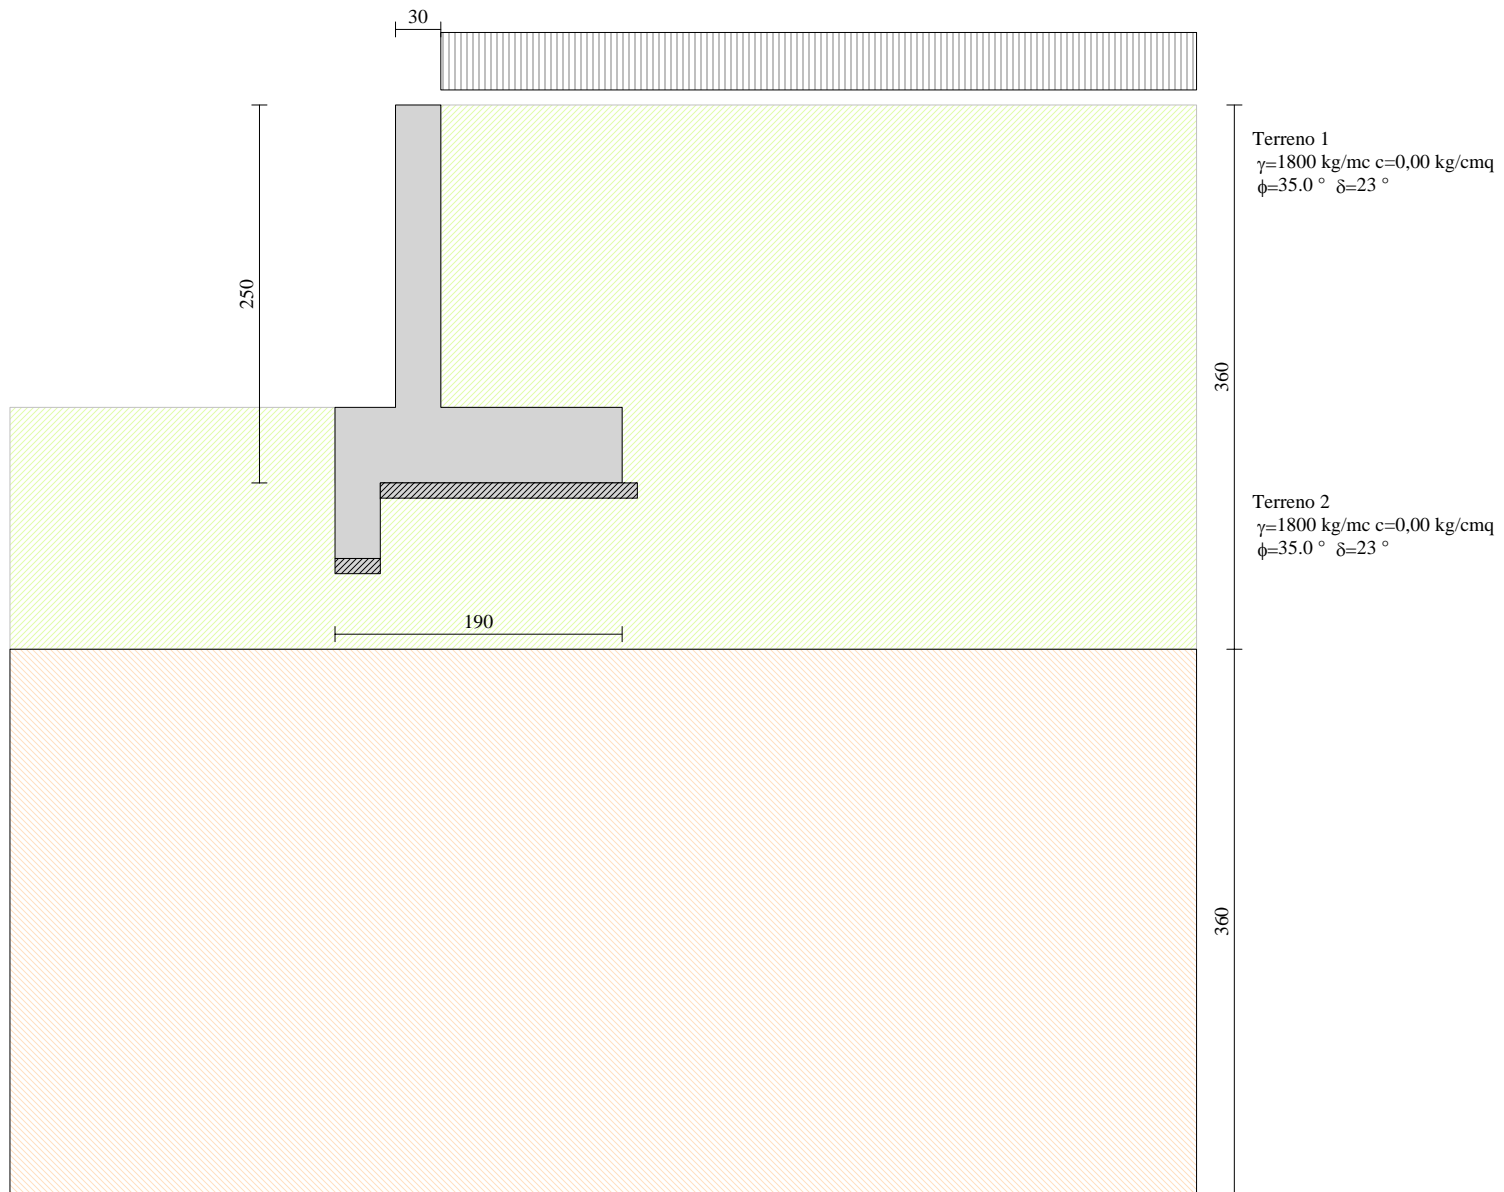 30
Terreno 1
γ=1800 kg/mc c=0,00 kg/cmq
ϕ=35.0 ° δ=23 °
250
360
Terreno 2
γ=1800 kg/mc c=0,00 kg/cmq
ϕ=35.0 ° δ=23 °
190
360